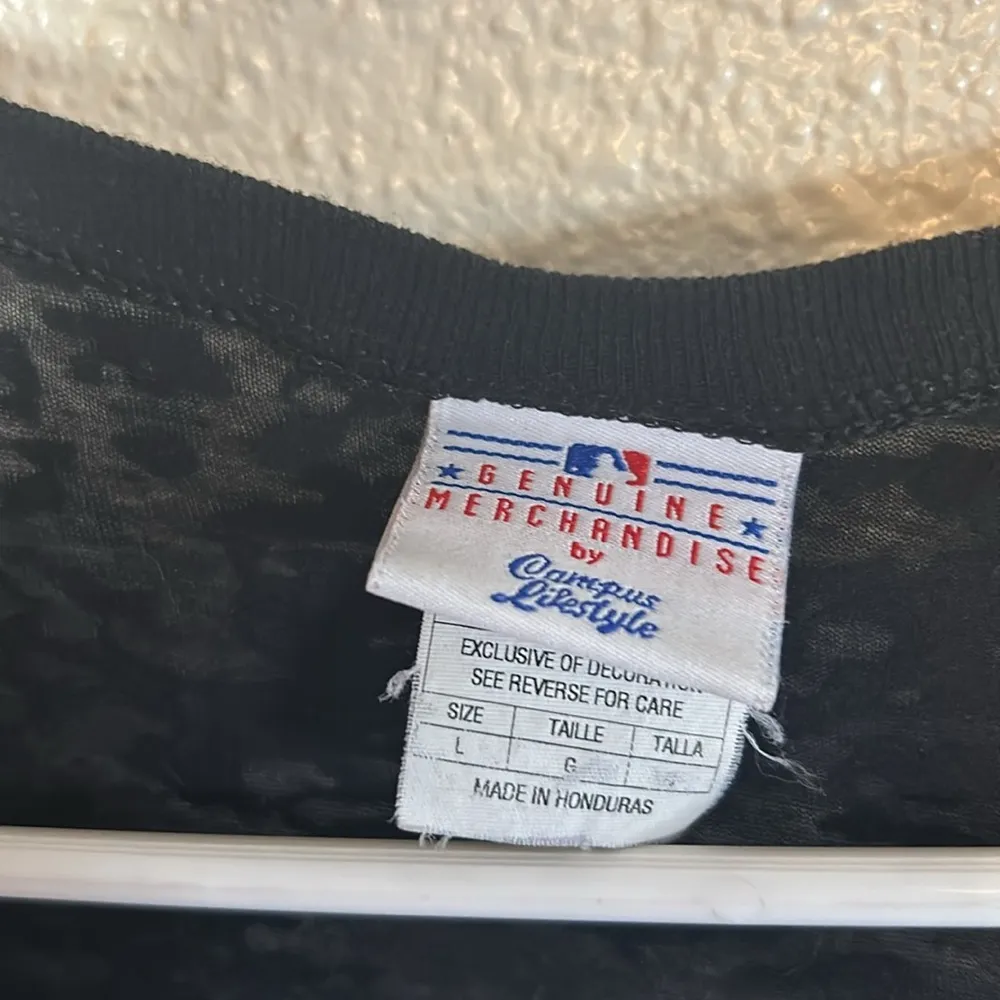 GENUINE
MERCHANDISE
by
Campus
Lifestyle
EXCLUSIVE OF DECORATION
SEE REVERSE FOR CARE
SIZE TAILLE TALLA
L G
MADE IN HONDURAS